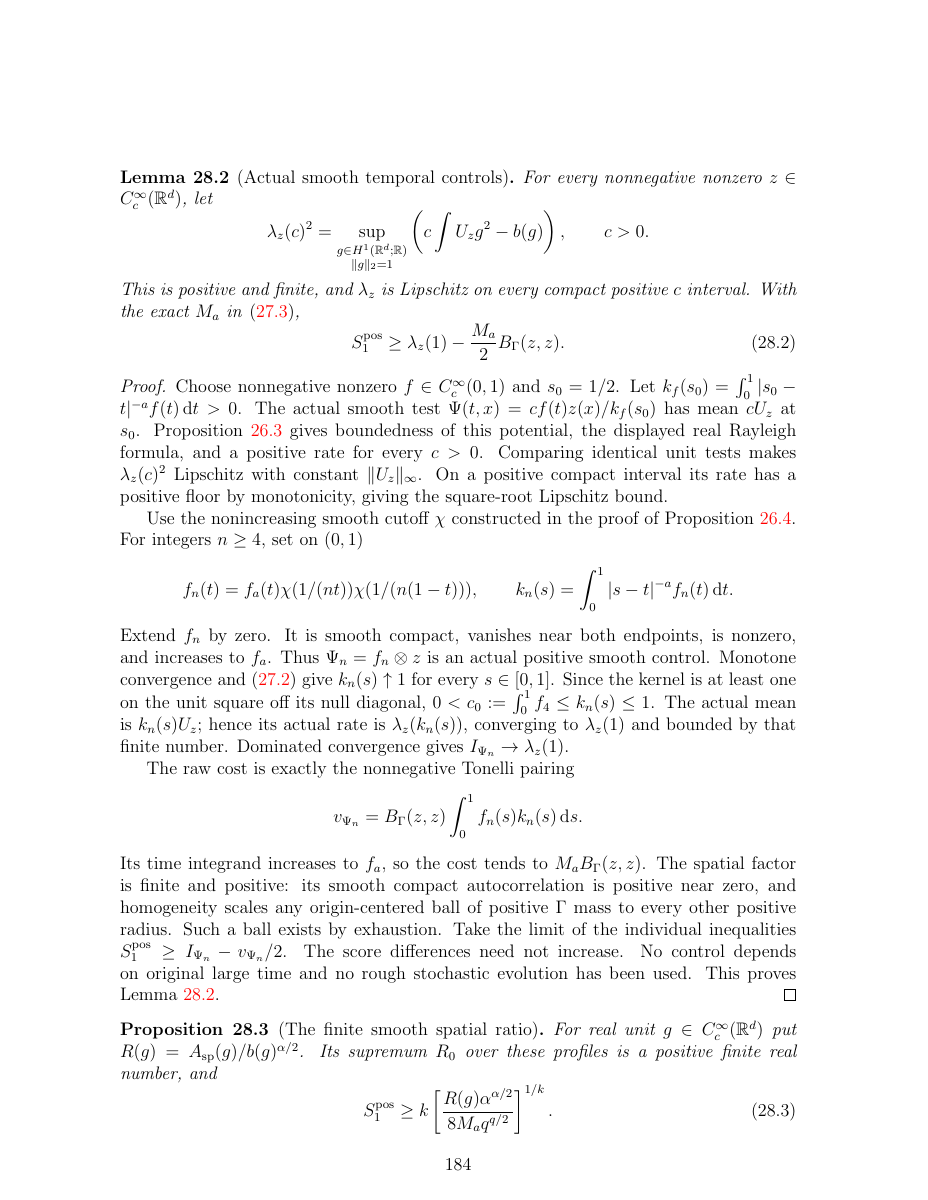 Lemma 28.2 (Actual smooth temporal controls). For every nonnegative nonzero z ∈
C_c^∞(ℝ^d), let
λ_z(c)^2 = sup_{g∈H^1(ℝ^d;ℝ) ‖g‖_2=1} (c ∫ U_z g^2 − b(g)), c > 0.
This is positive and finite, and λ_z is Lipschitz on every compact positive c interval. With
the exact M_a in (27.3),
S_1^pos ≥ λ_z(1) − M_a/2 B_Γ(z, z). (28.2)
Proof. Choose nonnegative nonzero f ∈ C_c^∞(0, 1) and s_0 = 1/2. Let k_f(s_0) = ∫_0^1 |s_0 −
t|^{−a} f(t) dt > 0. The actual smooth test Ψ(t, x) = cf(t)z(x)/k_f(s_0) has mean cU_z at
s_0. Proposition 26.3 gives boundedness of this potential, the displayed real Rayleigh
formula, and a positive rate for every c > 0. Comparing identical unit tests makes
λ_z(c)^2 Lipschitz with constant ‖U_z‖_∞. On a positive compact interval its rate has a
positive floor by monotonicity, giving the square-root Lipschitz bound.
Use the nonincreasing smooth cutoff χ constructed in the proof of Proposition 26.4.
For integers n ≥ 4, set on (0, 1)
f_n(t) = f_a(t)χ(1/(nt))χ(1/(n(1 − t))), k_n(s) = ∫_0^1 |s − t|^{−a} f_n(t) dt.
Extend f_n by zero. It is smooth compact, vanishes near both endpoints, is nonzero,
and increases to f_a. Thus Ψ_n = f_n ⊗ z is an actual positive smooth control. Monotone
convergence and (27.2) give k_n(s) ↑ 1 for every s ∈ [0, 1]. Since the kernel is at least one
on the unit square off its null diagonal, 0 < c_0 := ∫_0^1 f_4 ≤ k_n(s) ≤ 1. The actual mean
is k_n(s)U_z; hence its actual rate is λ_z(k_n(s)), converging to λ_z(1) and bounded by that
finite number. Dominated convergence gives I_{Ψ_n} → λ_z(1).
The raw cost is exactly the nonnegative Tonelli pairing
v_{Ψ_n} = B_Γ(z, z) ∫_0^1 f_n(s)k_n(s) ds.
Its time integrand increases to f_a, so the cost tends to M_a B_Γ(z, z). The spatial factor
is finite and positive: its smooth compact autocorrelation is positive near zero, and
homogeneity scales any origin-centered ball of positive Γ mass to every other positive
radius. Such a ball exists by exhaustion. Take the limit of the individual inequalities
S_1^pos ≥ I_{Ψ_n} − v_{Ψ_n}/2. The score differences need not increase. No control depends
on original large time and no rough stochastic evolution has been used. This proves
Lemma 28.2. □
Proposition 28.3 (The finite smooth spatial ratio). For real unit g ∈ C_c^∞(ℝ^d) put
R(g) = A_sp(g)/b(g)^{α/2}. Its supremum R_0 over these profiles is a positive finite real
number, and
S_1^pos ≥ k [R(g)α^{α/2} / 8M_a q^{q/2}]^{1/k}. (28.3)
184